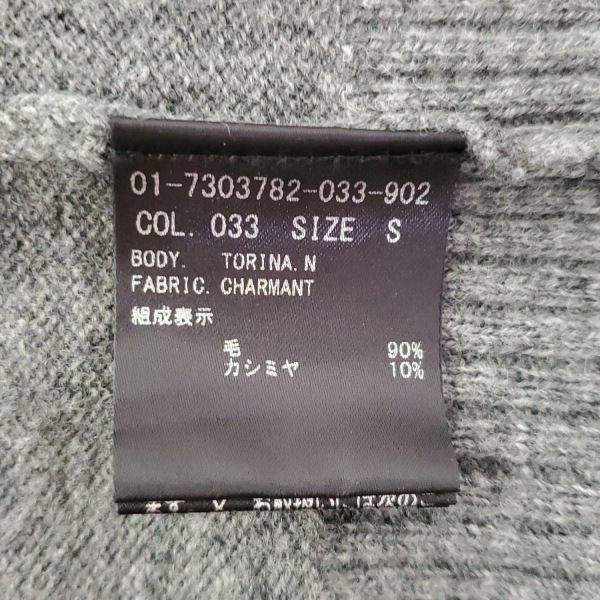 01-7303782-033-902
COL. 033 SIZE S
BODY. TORINA.N
FABRIC. CHARMANT
組成表示
毛 90%
カシミヤ 10%